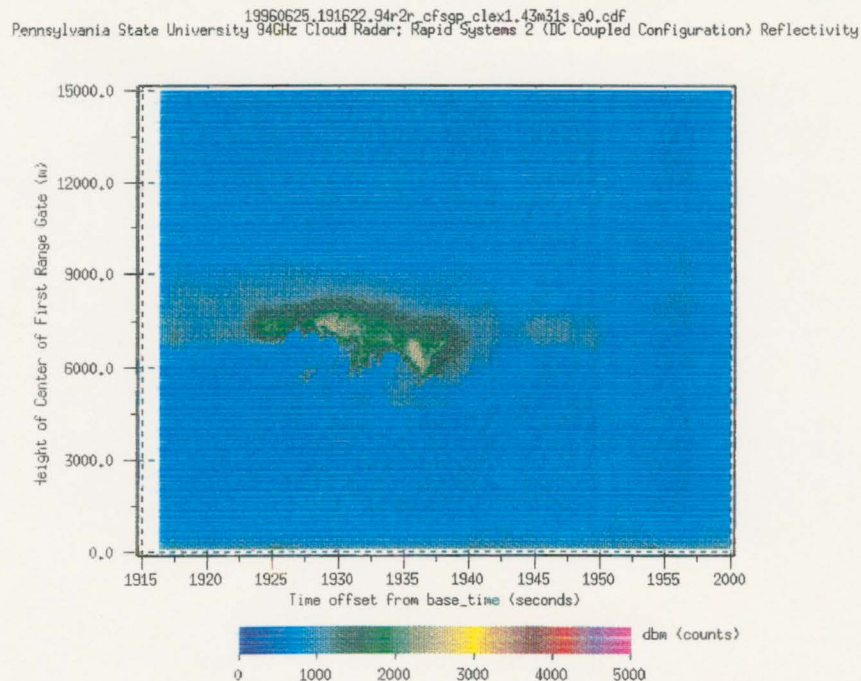 19960625.191622.94r2r_cfsgp_clex1.43m31s.a0.cdf
Pennsylvania State University 94GHz Cloud Radar: Rapid Systems 2 (DC Coupled Configuration) Reflectivity
15000.0
12000.0
9000.0
6000.0
3000.0
0.0
Height of Center of First Range Gate (m)
1915 1920 1925 1930 1935 1940 1945 1950 1955 2000
Time offset from base_time (seconds)
dbm (counts)
0 1000 2000 3000 4000 5000